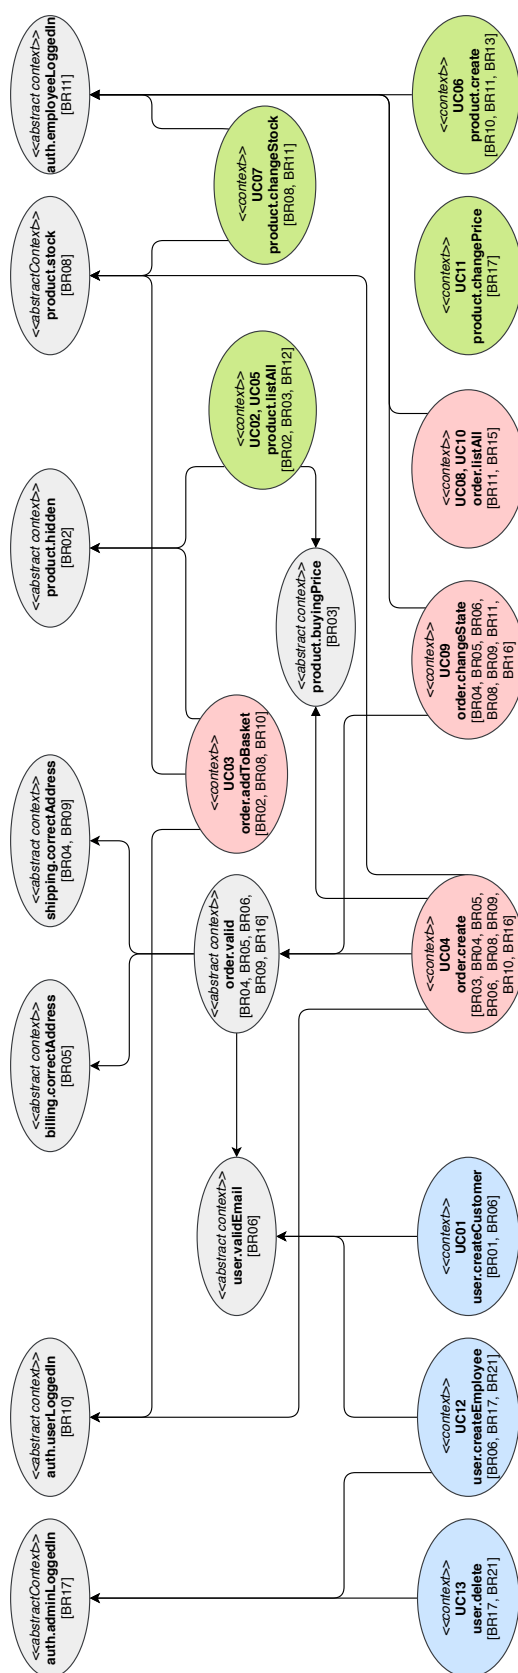 <<abstractContext>>
auth.adminLoggedIn
[BR17]
<<abstract context>>
auth.userLoggedIn
[BR10]
<<abstract context>>
billing.correctAddress
[BR05]
<<abstract context>>
shipping.correctAddress
[BR04, BR09]
<<abstract context>>
product.hidden
[BR02]
<<abstractContext>>
product.stock
[BR08]
<<abstract context>>
auth.employeeLoggedIn
[BR11]
<<abstract context>>
user.validEmail
[BR06]
<<abstract context>>
order.valid
[BR04, BR05, BR06,
BR09, BR16]
<<context>>
UC03
order.addToBasket
[BR02, BR08, BR10]
<<abstract context>>
product.buyingPrice
[BR03]
<<context>>
UC02, UC05
product.listAll
[BR02, BR03, BR12]
<<context>>
UC07
product.changeStock
[BR08, BR11]
<<context>>
UC13
user.delete
[BR17, BR21]
<<context>>
UC12
user.createEmployee
[BR06, BR17, BR21]
<<context>>
UC01
user.createCustomer
[BR01, BR06]
<<context>>
UC04
order.create
[BR03, BR04, BR05,
BR06, BR08, BR09,
BR10, BR16]
<<context>>
UC09
order.changeState
[BR04, BR05, BR06,
BR08, BR09, BR11,
BR16]
<<context>>
UC08, UC10
order.listAll
[BR11, BR15]
<<context>>
UC11
product.changePrice
[BR17]
<<context>>
UC06
product.create
[BR10, BR11, BR13]